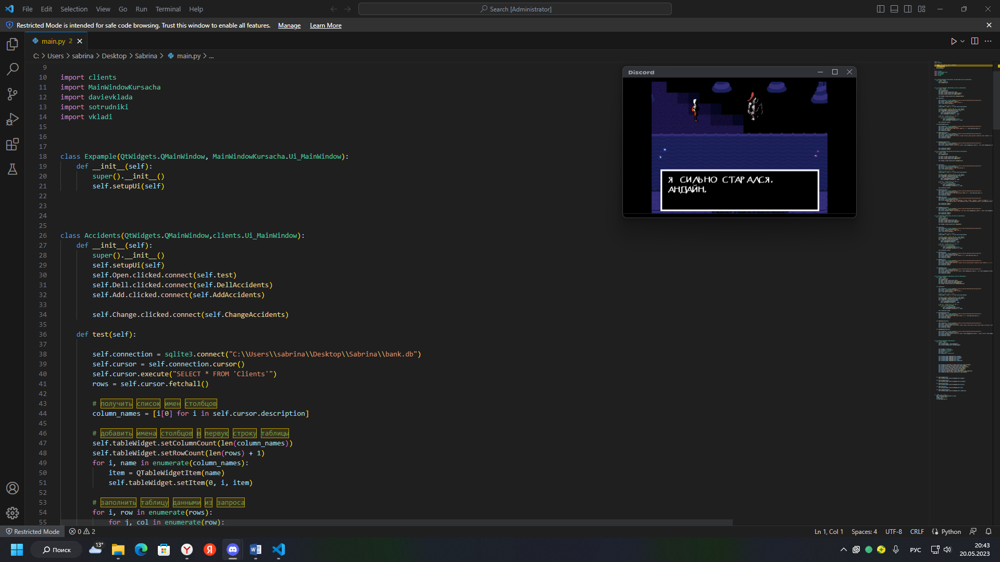 File Edit Selection View Go Run Terminal Help
Search [Administrator]
Restricted Mode is intended for safe code browsing. Trust this window to enable all features. Manage Learn More
main.py 2
C: > Users > sabrina > Desktop > Sabrina > main.py > ...
9
10 import clients
11 import MainWindowKursacha
12 import davievklada
13 import sotrudniki
14 import vkladi
15
16
17
18 class Expample(QtWidgets.QMainWindow, MainWindowKursacha.Ui_MainWindow):
19 def __init__(self):
20 super().__init__()
21 self.setupUi(self)
22
23
24
25
26 class Accidents(QtWidgets.QMainWindow,clients.Ui_MainWindow):
27 def __init__(self):
28 super().__init__()
29 self.setupUi(self)
30 self.Open.clicked.connect(self.test)
31 self.Dell.clicked.connect(self.DellAccidents)
32 self.Add.clicked.connect(self.AddAccidents)
33
34 self.Change.clicked.connect(self.ChangeAccidents)
35
36 def test(self):
37
38 self.connection = sqlite3.connect("C:\\Users\\sabrina\\Desktop\\Sabrina\\bank.db")
39 self.cursor = self.connection.cursor()
40 self.cursor.execute("SELECT * FROM 'Clients'")
41 rows = self.cursor.fetchall()
42
43 # получить список имен столбцов
44 column_names = [i[0] for i in self.cursor.description]
45
46 # добавить имена столбцов в первую строку таблицы
47 self.tableWidget.setColumnCount(len(column_names))
48 self.tableWidget.setRowCount(len(rows) + 1)
49 for i, name in enumerate(column_names):
50 item = QTableWidgetItem(name)
51 self.tableWidget.setItem(0, i, item)
52
53 # заполнить таблицу данными из запроса
54 for i, row in enumerate(rows):
55 for j, col in enumerate(row):
Discord
Я СИЛЬНО СТАРАЛСЯ,
АНДАЙН.
Restricted Mode 0 2
Ln 1, Col 1 Spaces: 4 UTF-8 CRLF Python
13° Поиск
РУС
20:43
20.05.2023